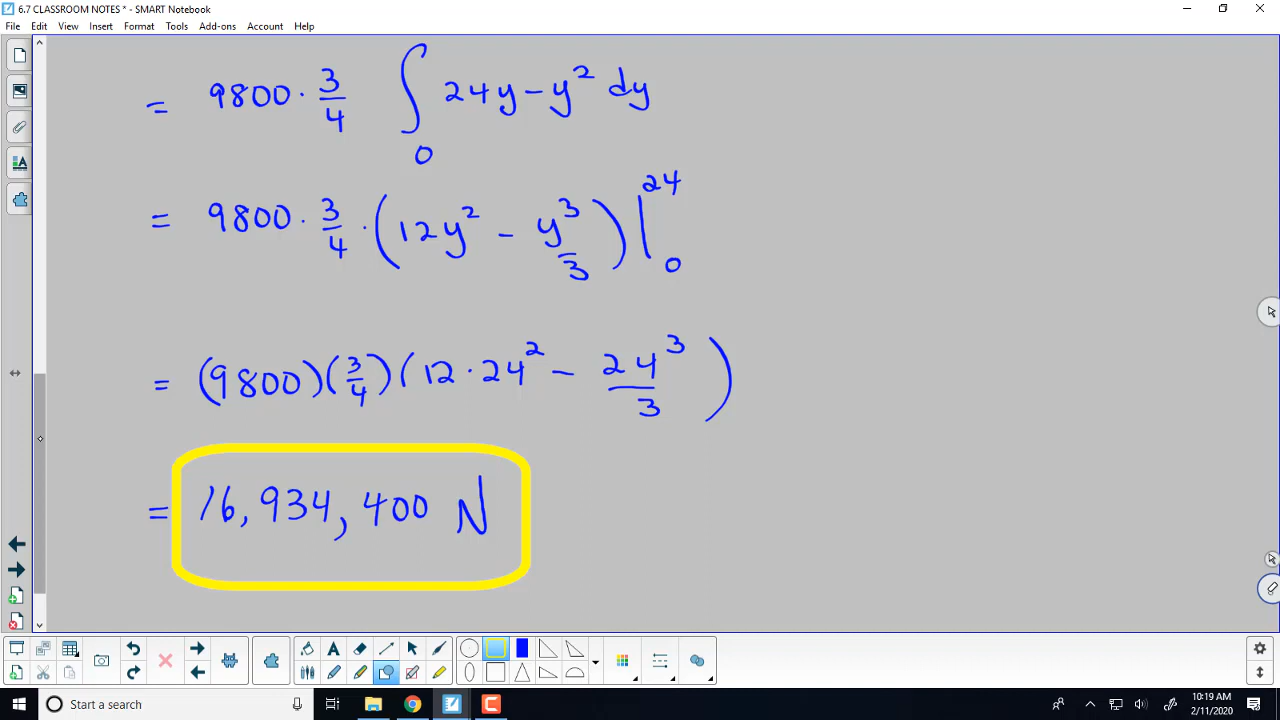 6.7 CLASSROOM NOTES * - SMART Notebook
File Edit View Insert Format Tools Add-ons Account Help
= 9800 · 3/4 ∫₀ 24y - y² dy
= 9800 · 3/4 · (12y² - y³/3) |₀²⁴
= (9800)(3/4)(12 · 24² - 24³/3)
= 16,934,400 N
Start a search
10:19 AM
2/11/2020